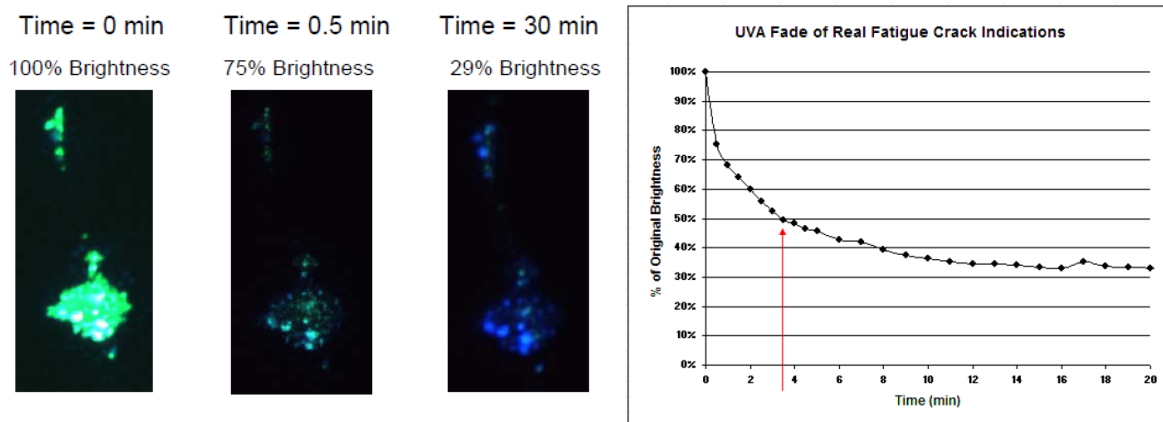 Time = 0 min
100% Brightness
Time = 0.5 min
75% Brightness
Time = 30 min
29% Brightness
UVA Fade of Real Fatigue Crack Indications
% of Original Brightness
100%
90%
80%
70%
60%
50%
40%
30%
20%
10%
0%
0 2 4 6 8 10 12 14 16 18 20
Time (min)